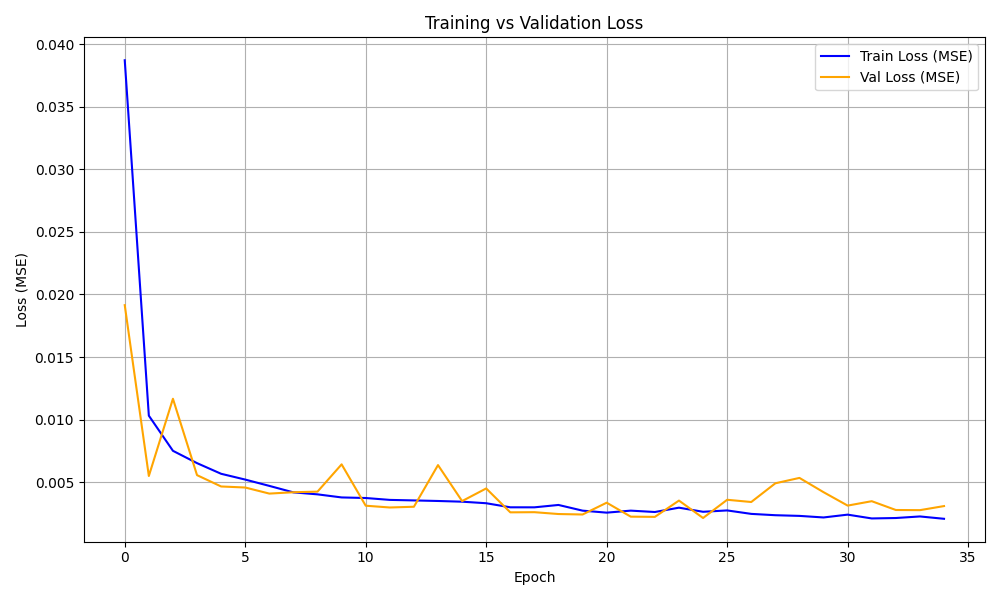 Training vs Validation Loss
Train Loss (MSE)
Val Loss (MSE)
Loss (MSE)
0.040
0.035
0.030
0.025
0.020
0.015
0.010
0.005
0 5 10 15 20 25 30 35
Epoch